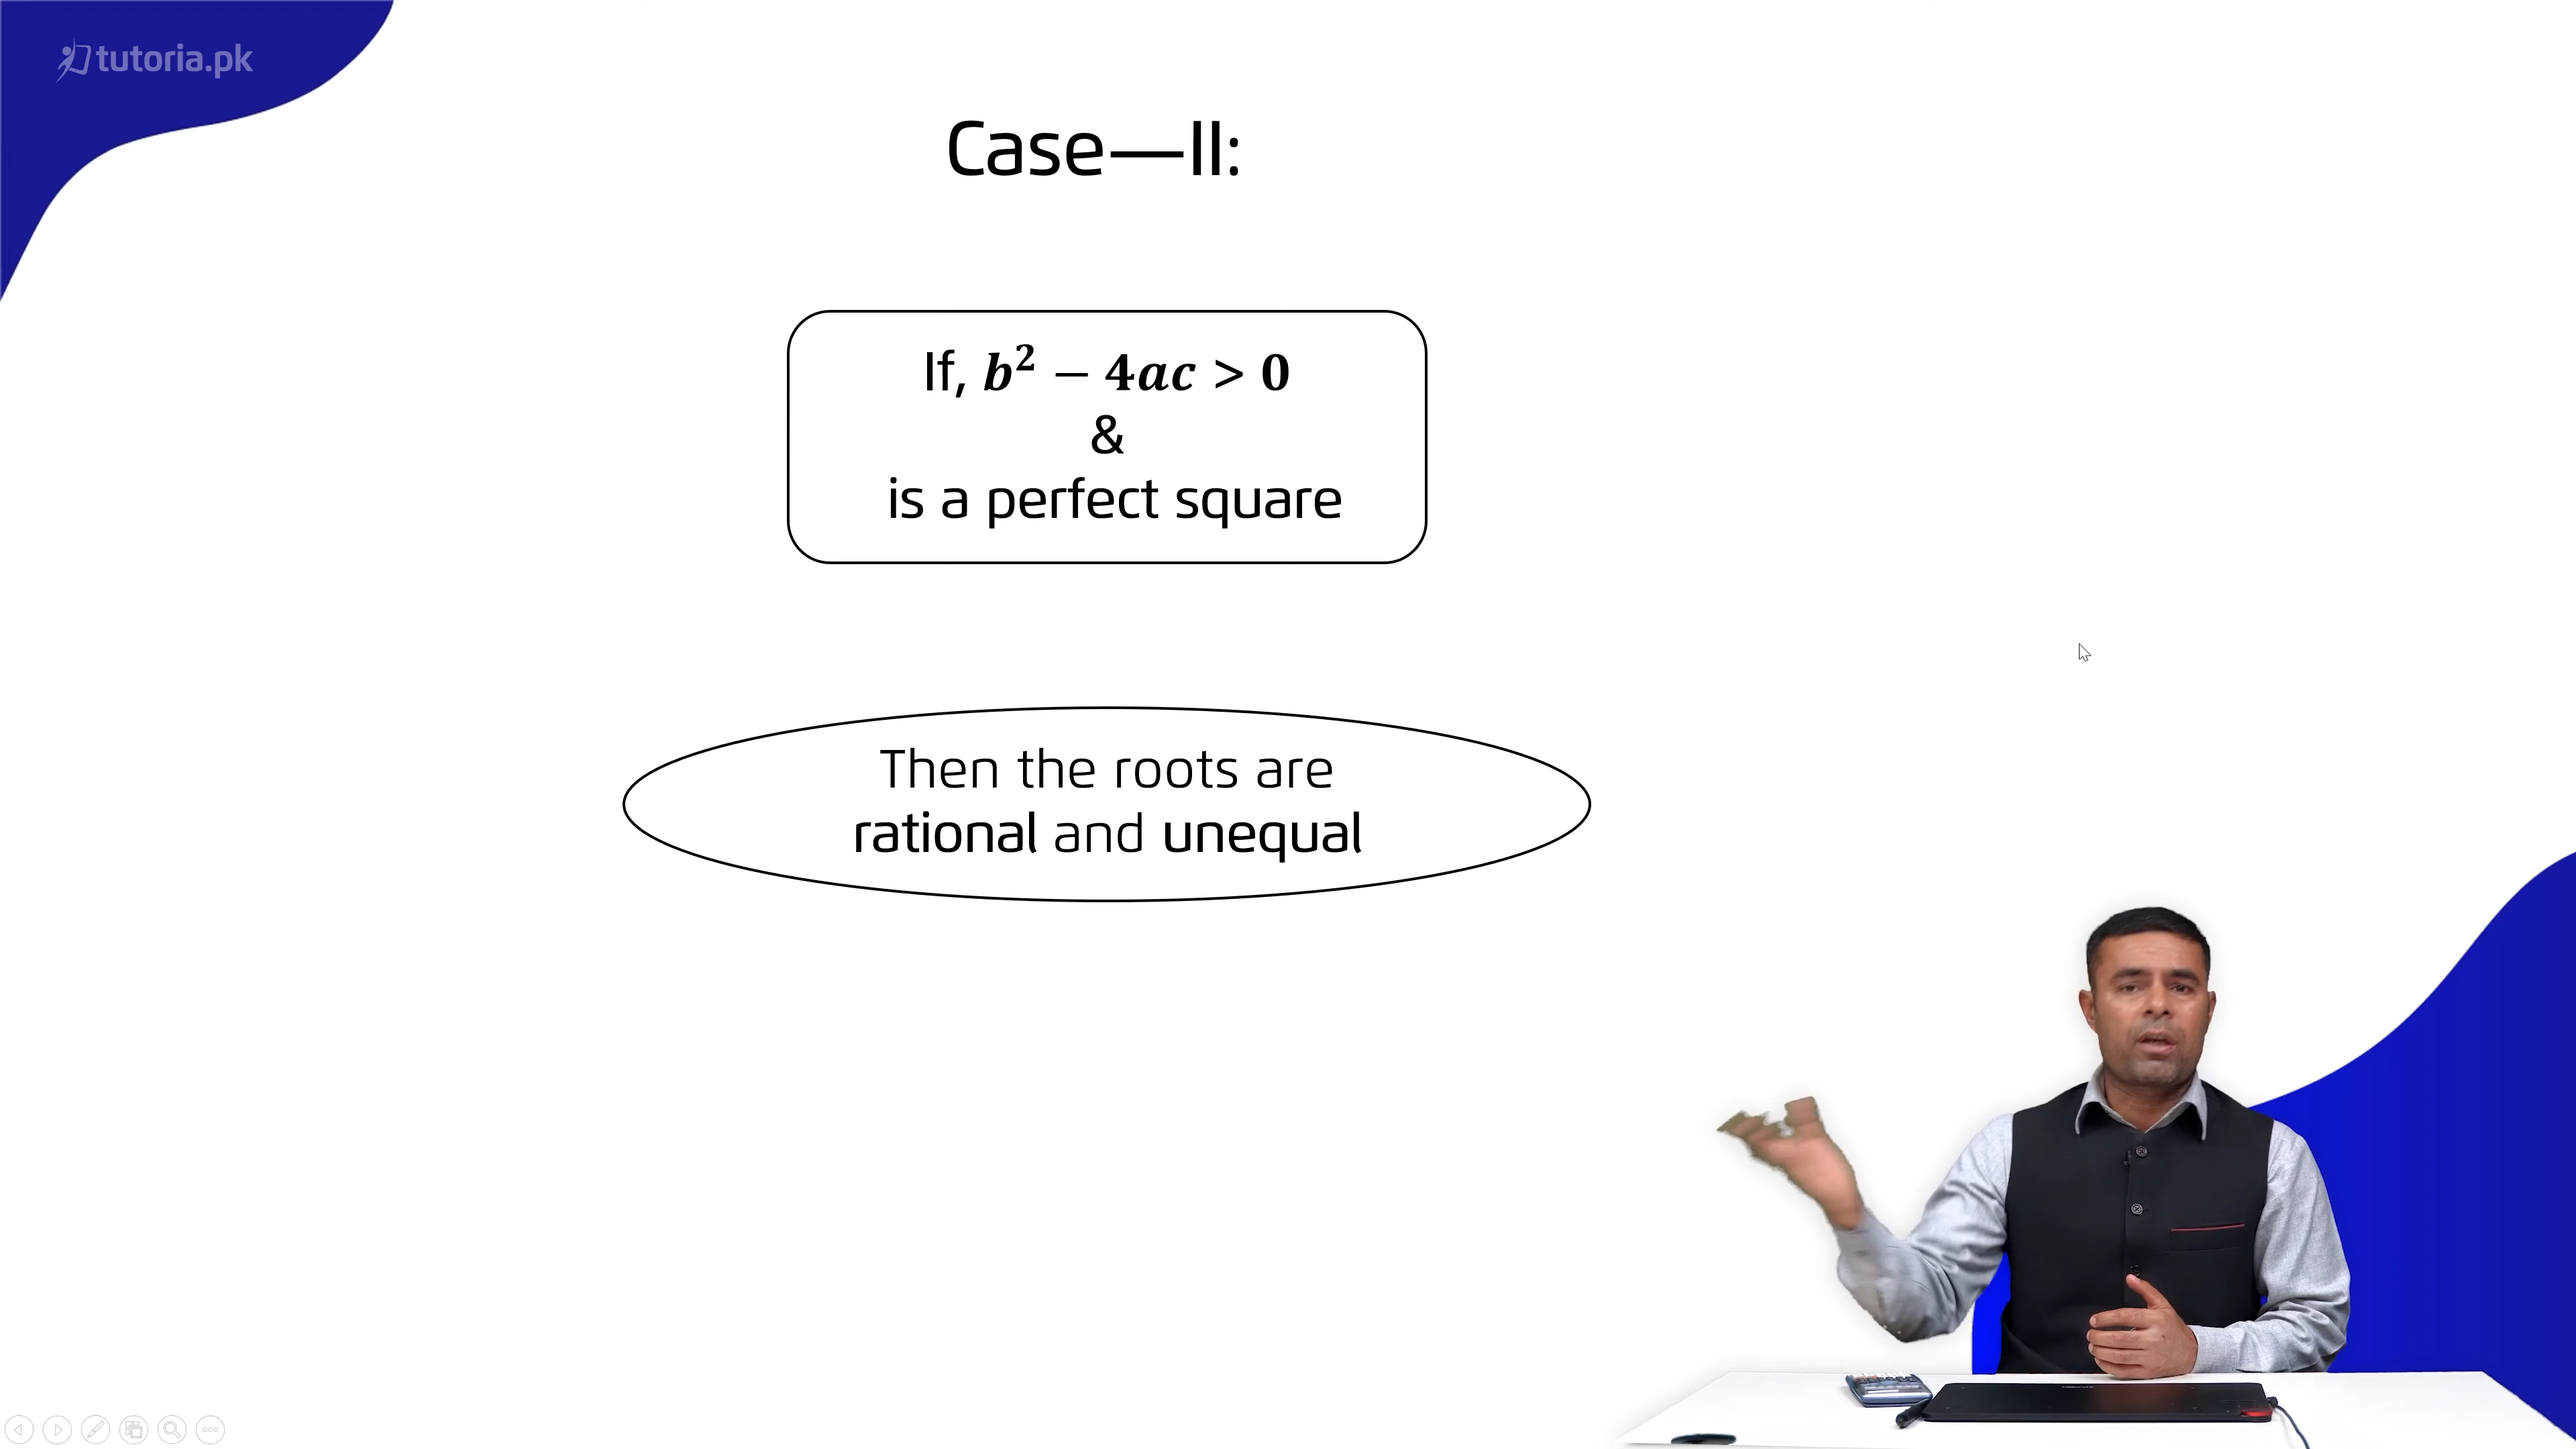 tutoria.pk
Case—II:
If, b² − 4ac > 0
&
is a perfect square
Then the roots are
rational and unequal